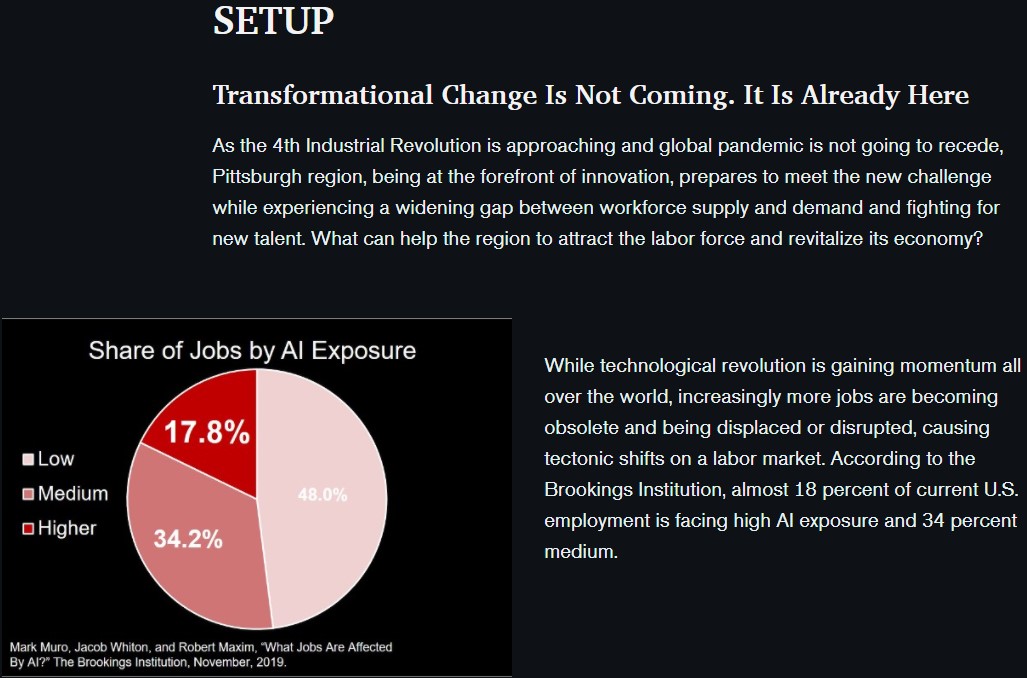 SETUP
Transformational Change Is Not Coming. It Is Already Here
As the 4th Industrial Revolution is approaching and global pandemic is not going to recede,
Pittsburgh region, being at the forefront of innovation, prepares to meet the new challenge
while experiencing a widening gap between workforce supply and demand and fighting for
new talent. What can help the region to attract the labor force and revitalize its economy?
Share of Jobs by AI Exposure
Low
Medium
Higher
17.8%
48.0%
34.2%
Mark Muro, Jacob Whiton, and Robert Maxim, “What Jobs Are Affected
By AI?” The Brookings Institution, November, 2019.
While technological revolution is gaining momentum all
over the world, increasingly more jobs are becoming
obsolete and being displaced or disrupted, causing
tectonic shifts on a labor market. According to the
Brookings Institution, almost 18 percent of current U.S.
employment is facing high AI exposure and 34 percent
medium.